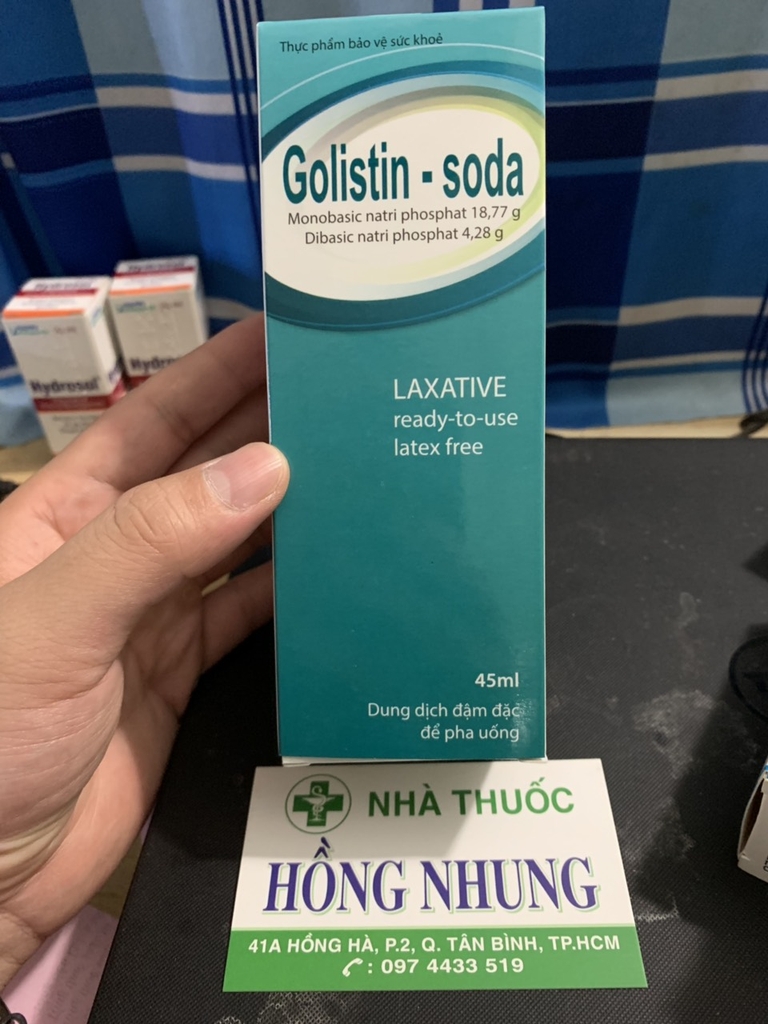 Thực phẩm bảo vệ sức khoẻ
Golistin - soda
Monobasic natri phosphat 18,77 g
Dibasic natri phosphat 4,28 g
LAXATIVE
ready-to-use
latex free
45ml
Dung dịch đậm đặc
để pha uống
Hydrosol
NHÀ THUỐC
HỒNG NHUNG
41A HỒNG HÀ, P.2, Q. TÂN BÌNH, TP.HCM
: 097 4433 519